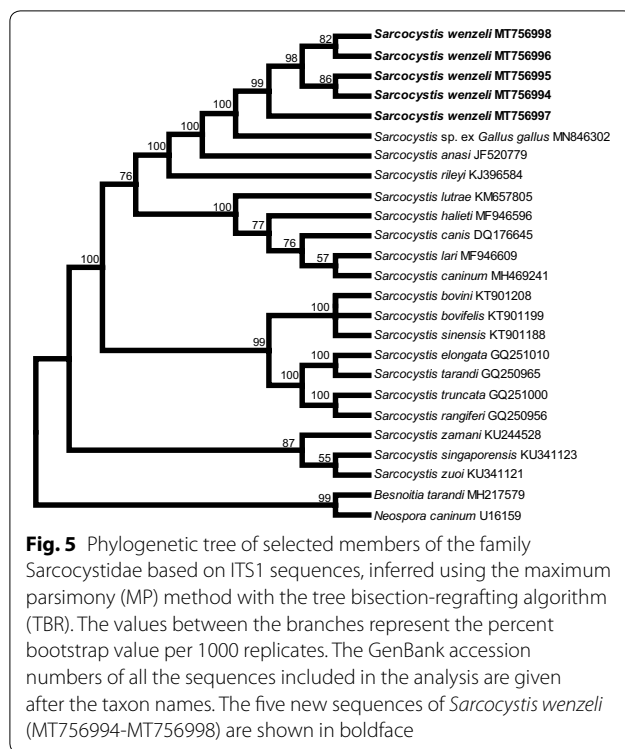 Sarcocystis wenzeli MT756998
82
Sarcocystis wenzeli MT756996
98
Sarcocystis wenzeli MT756995
99
86
Sarcocystis wenzeli MT756994
100
Sarcocystis wenzeli MT756997
100
Sarcocystis sp. ex Gallus gallus MN846302
100
Sarcocystis anasi JF520779
76
Sarcocystis rileyi KJ396584
Sarcocystis lutrae KM657805
100
Sarcocystis halieti MF946596
77
Sarcocystis canis DQ176645
76
Sarcocystis lari MF946609
100
57
Sarcocystis caninum MH469241
Sarcocystis bovini KT901208
100
Sarcocystis bovifelis KT901199
Sarcocystis sinensis KT901188
99
Sarcocystis elongata GQ251010
100
Sarcocystis tarandi GQ250965
100
Sarcocystis truncata GQ251000
100
Sarcocystis rangiferi GQ250956
Sarcocystis zamani KU244528
87
Sarcocystis singaporensis KU341123
55
Sarcocystis zuoi KU341121
Besnoitia tarandi MH217579
99
Neospora caninum U16159
Fig. 5 Phylogenetic tree of selected members of the family
Sarcocystidae based on ITS1 sequences, inferred using the maximum
parsimony (MP) method with the tree bisection-regrafting algorithm
(TBR). The values between the branches represent the percent
bootstrap value per 1000 replicates. The GenBank accession
numbers of all the sequences included in the analysis are given
after the taxon names. The five new sequences of Sarcocystis wenzeli
(MT756994-MT756998) are shown in boldface